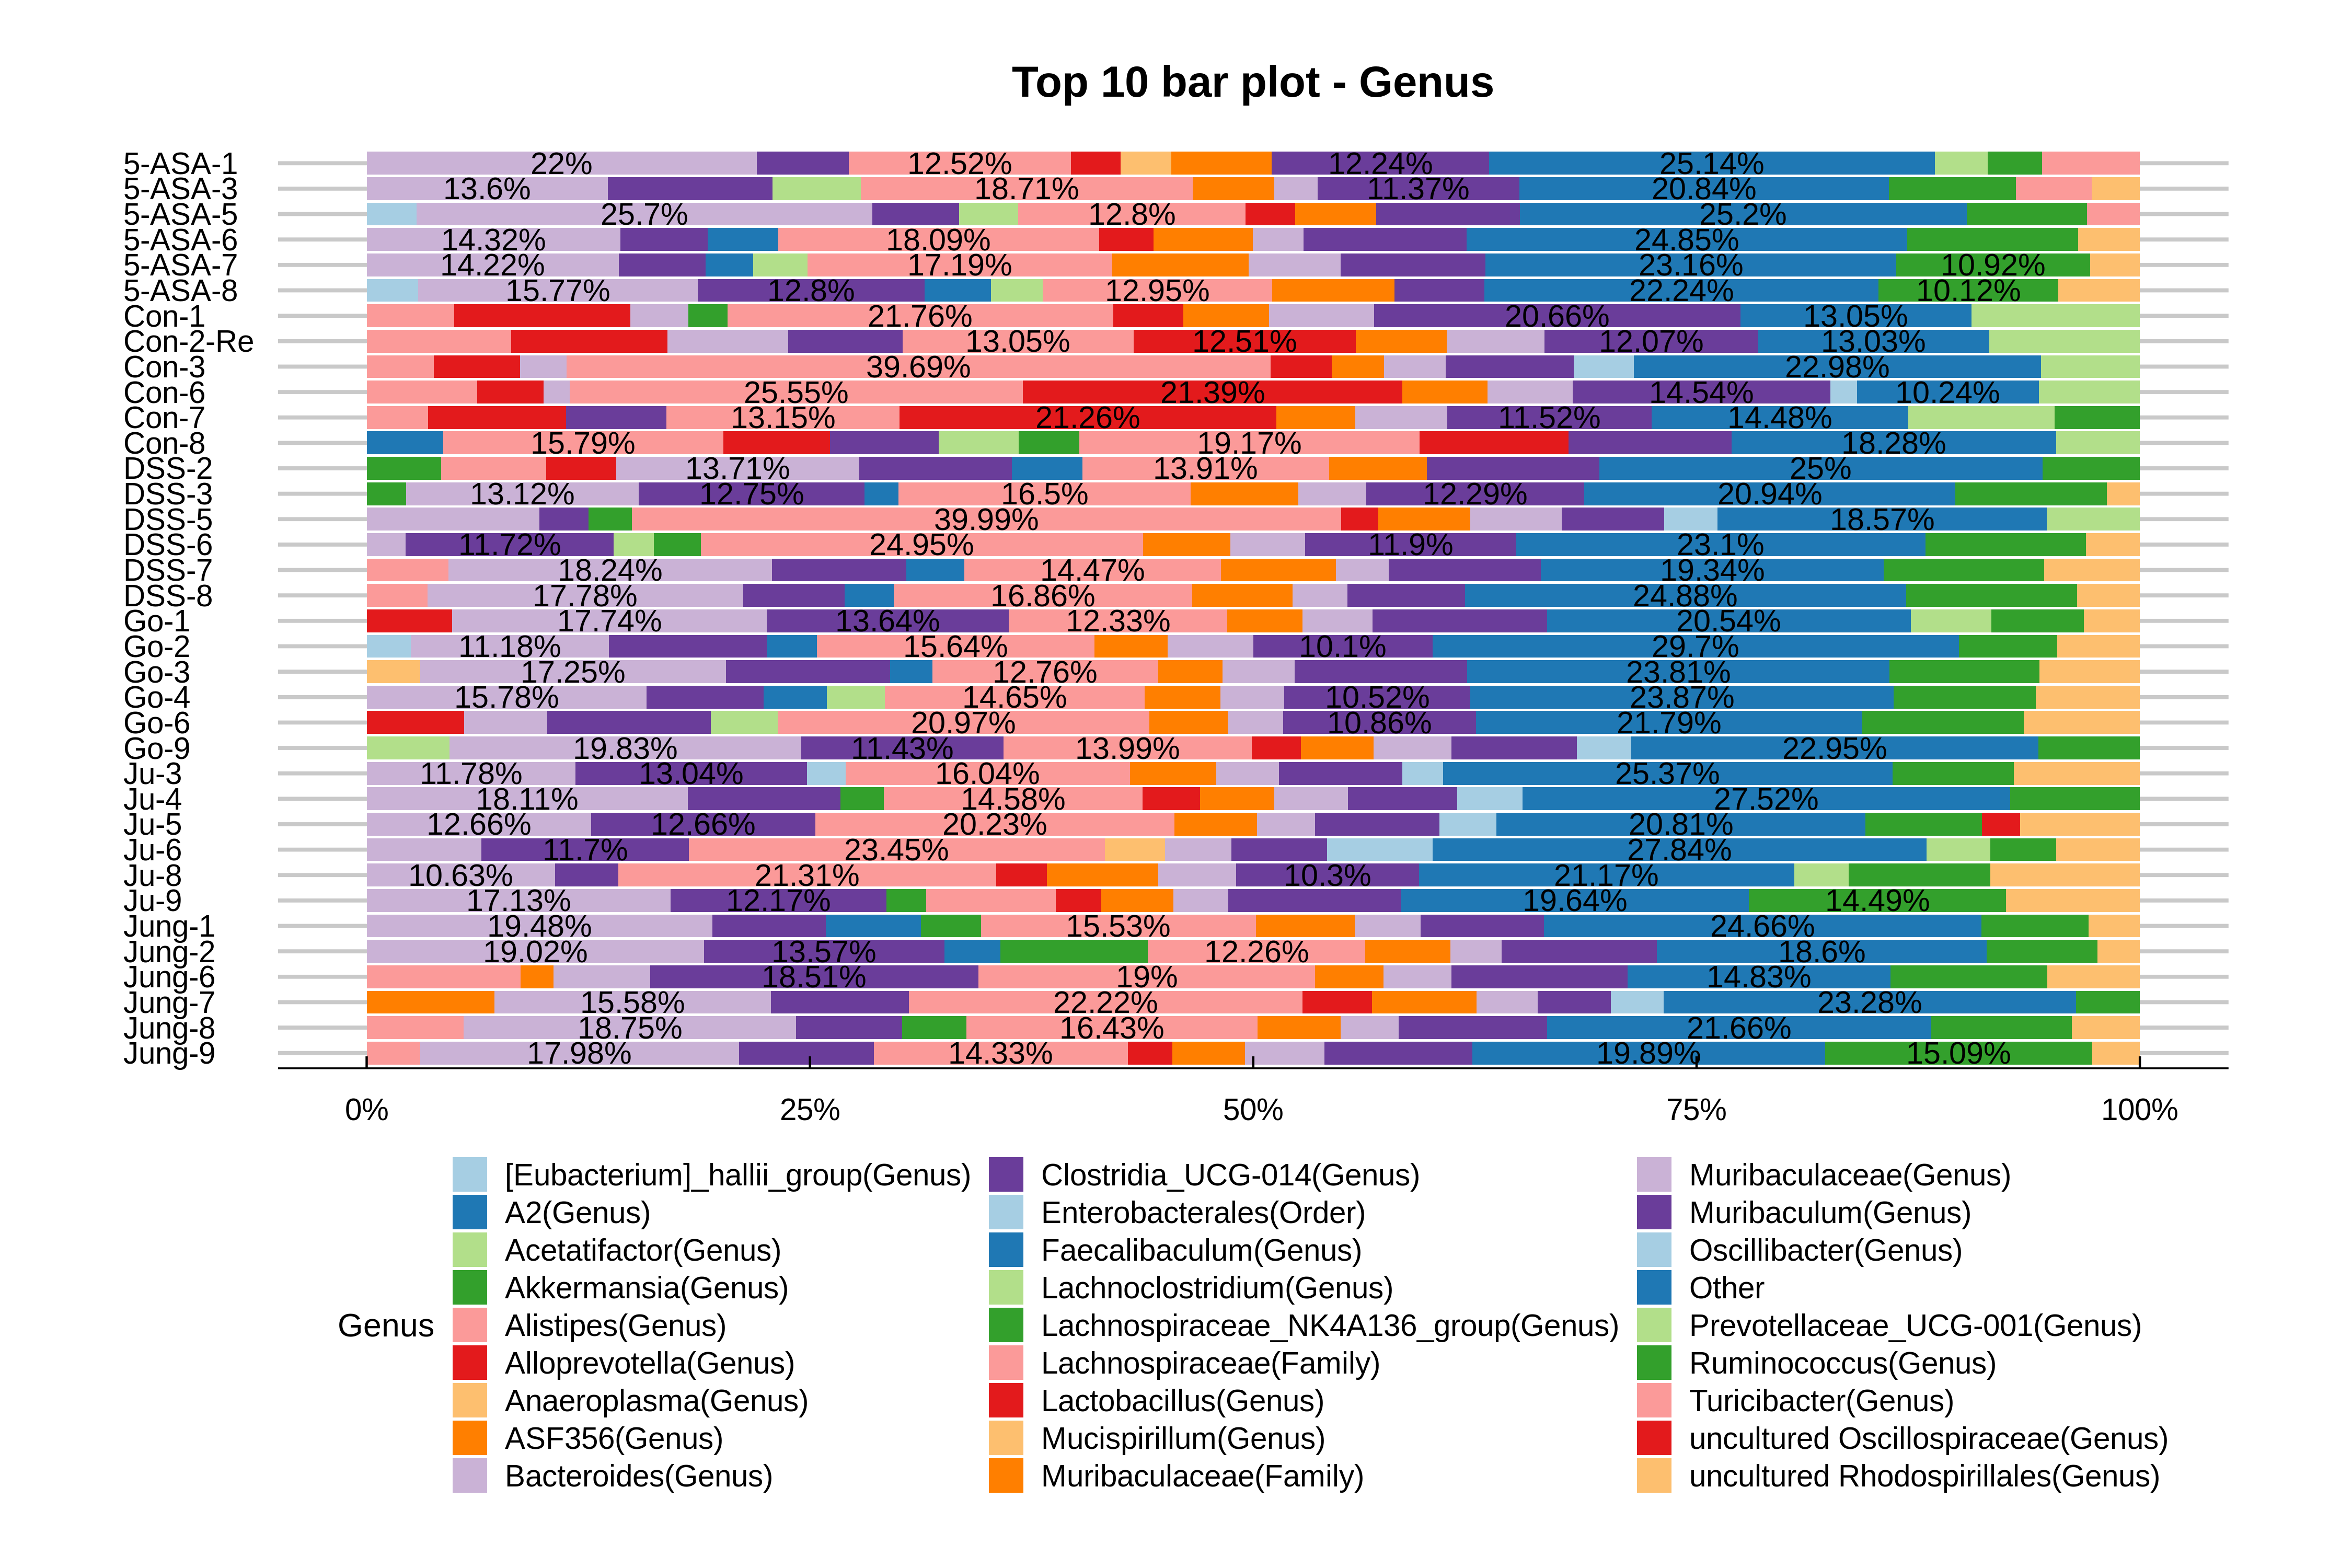 Top 10 bar plot - Genus
5-ASA-1 22% 12.52% 12.24% 25.14%
5-ASA-3 13.6% 18.71% 11.37% 20.84%
5-ASA-5 25.7% 12.8% 25.2%
5-ASA-6 14.32% 18.09% 24.85%
5-ASA-7 14.22% 17.19% 23.16% 10.92%
5-ASA-8 15.77% 12.8% 12.95% 22.24% 10.12%
Con-1 21.76% 20.66% 13.05%
Con-2-Re 13.05% 12.51% 12.07% 13.03%
Con-3 39.69% 22.98%
Con-6 25.55% 21.39% 14.54% 10.24%
Con-7 13.15% 21.26% 11.52% 14.48%
Con-8 15.79% 19.17% 18.28%
DSS-2 13.71% 13.91% 25%
DSS-3 13.12% 12.75% 16.5% 12.29% 20.94%
DSS-5 39.99% 18.57%
DSS-6 11.72% 24.95% 11.9% 23.1%
DSS-7 18.24% 14.47% 19.34%
DSS-8 17.78% 16.86% 24.88%
Go-1 17.74% 13.64% 12.33% 20.54%
Go-2 11.18% 15.64% 10.1% 29.7%
Go-3 17.25% 12.76% 23.81%
Go-4 15.78% 14.65% 10.52% 23.87%
Go-6 20.97% 10.86% 21.79%
Go-9 19.83% 11.43% 13.99% 22.95%
Ju-3 11.78% 13.04% 16.04% 25.37%
Ju-4 18.11% 14.58% 27.52%
Ju-5 12.66% 12.66% 20.23% 20.81%
Ju-6 11.7% 23.45% 27.84%
Ju-8 10.63% 21.31% 10.3% 21.17%
Ju-9 17.13% 12.17% 19.64% 14.49%
Jung-1 19.48% 15.53% 24.66%
Jung-2 19.02% 13.57% 12.26% 18.6%
Jung-6 18.51% 19% 14.83%
Jung-7 15.58% 22.22% 23.28%
Jung-8 18.75% 16.43% 21.66%
Jung-9 17.98% 14.33% 19.89% 15.09%
0% 25% 50% 75% 100%
Genus
[Eubacterium]_hallii_group(Genus)
A2(Genus)
Acetatifactor(Genus)
Akkermansia(Genus)
Alistipes(Genus)
Alloprevotella(Genus)
Anaeroplasma(Genus)
ASF356(Genus)
Bacteroides(Genus)
Clostridia_UCG-014(Genus)
Enterobacterales(Order)
Faecalibaculum(Genus)
Lachnoclostridium(Genus)
Lachnospiraceae_NK4A136_group(Genus)
Lachnospiraceae(Family)
Lactobacillus(Genus)
Mucispirillum(Genus)
Muribaculaceae(Family)
Muribaculaceae(Genus)
Muribaculum(Genus)
Oscillibacter(Genus)
Other
Prevotellaceae_UCG-001(Genus)
Ruminococcus(Genus)
Turicibacter(Genus)
uncultured Oscillospiraceae(Genus)
uncultured Rhodospirillales(Genus)